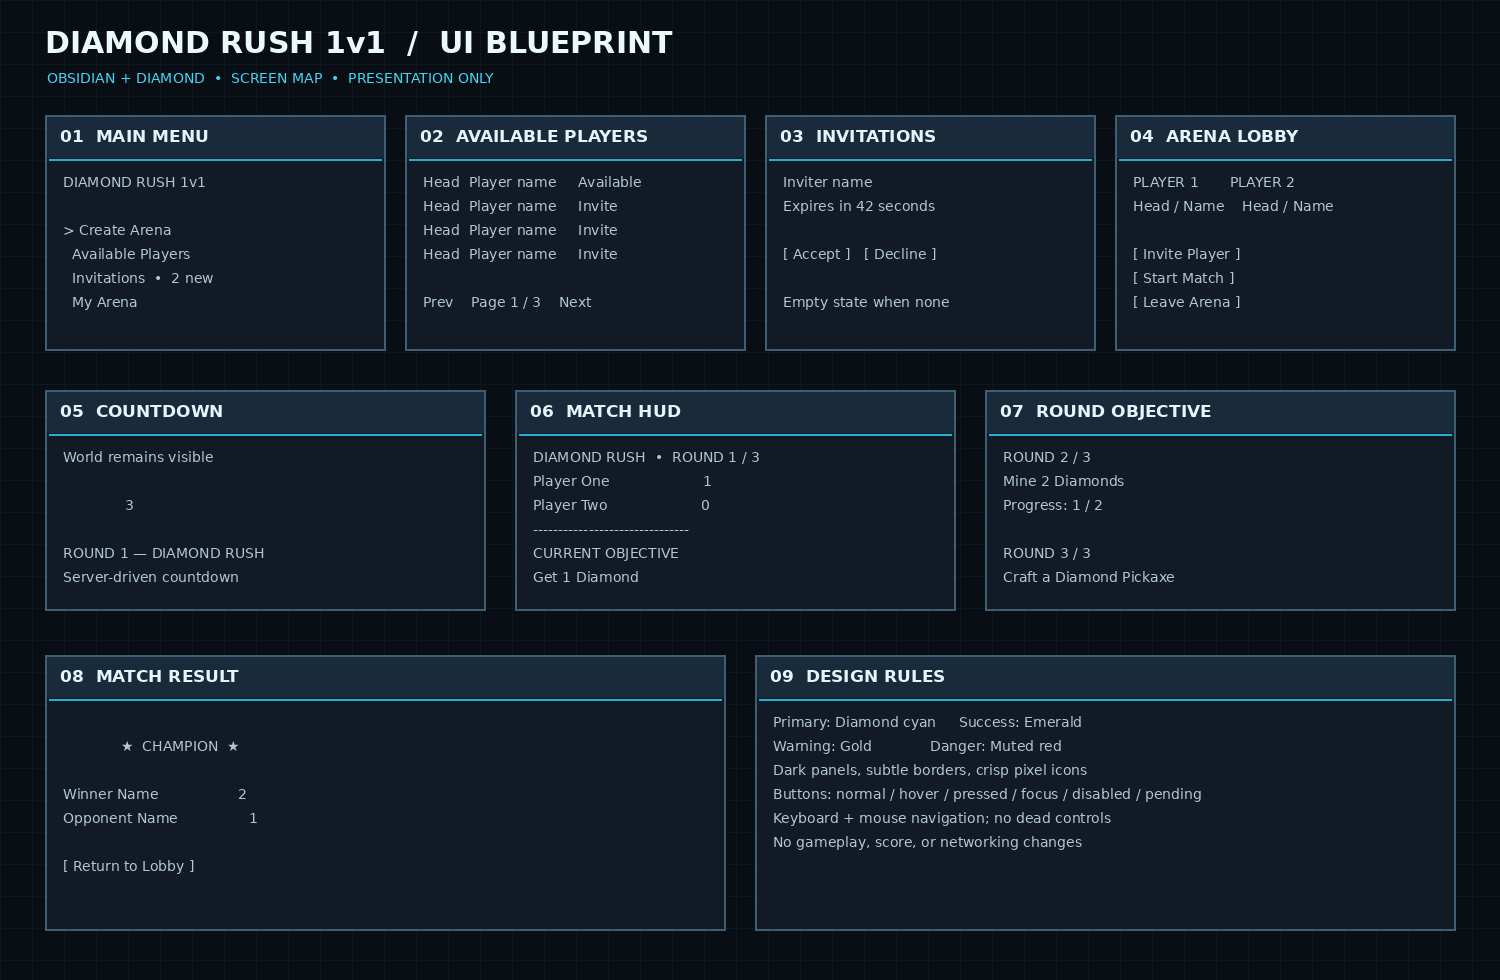 DIAMOND RUSH 1v1 / UI BLUEPRINT
OBSIDIAN + DIAMOND • SCREEN MAP • PRESENTATION ONLY
01 MAIN MENU
DIAMOND RUSH 1v1
> Create Arena
Available Players
Invitations • 2 new
My Arena
02 AVAILABLE PLAYERS
Head Player name Available
Head Player name Invite
Head Player name Invite
Head Player name Invite
Prev Page 1 / 3 Next
03 INVITATIONS
Inviter name
Expires in 42 seconds
[ Accept ] [ Decline ]
Empty state when none
04 ARENA LOBBY
PLAYER 1 PLAYER 2
Head / Name Head / Name
[ Invite Player ]
[ Start Match ]
[ Leave Arena ]
05 COUNTDOWN
World remains visible
3
ROUND 1 — DIAMOND RUSH
Server-driven countdown
06 MATCH HUD
DIAMOND RUSH • ROUND 1 / 3
Player One 1
Player Two 0
-------------------------------
CURRENT OBJECTIVE
Get 1 Diamond
07 ROUND OBJECTIVE
ROUND 2 / 3
Mine 2 Diamonds
Progress: 1 / 2
ROUND 3 / 3
Craft a Diamond Pickaxe
08 MATCH RESULT
★ CHAMPION ★
Winner Name 2
Opponent Name 1
[ Return to Lobby ]
09 DESIGN RULES
Primary: Diamond cyan Success: Emerald
Warning: Gold Danger: Muted red
Dark panels, subtle borders, crisp pixel icons
Buttons: normal / hover / pressed / focus / disabled / pending
Keyboard + mouse navigation; no dead controls
No gameplay, score, or networking changes